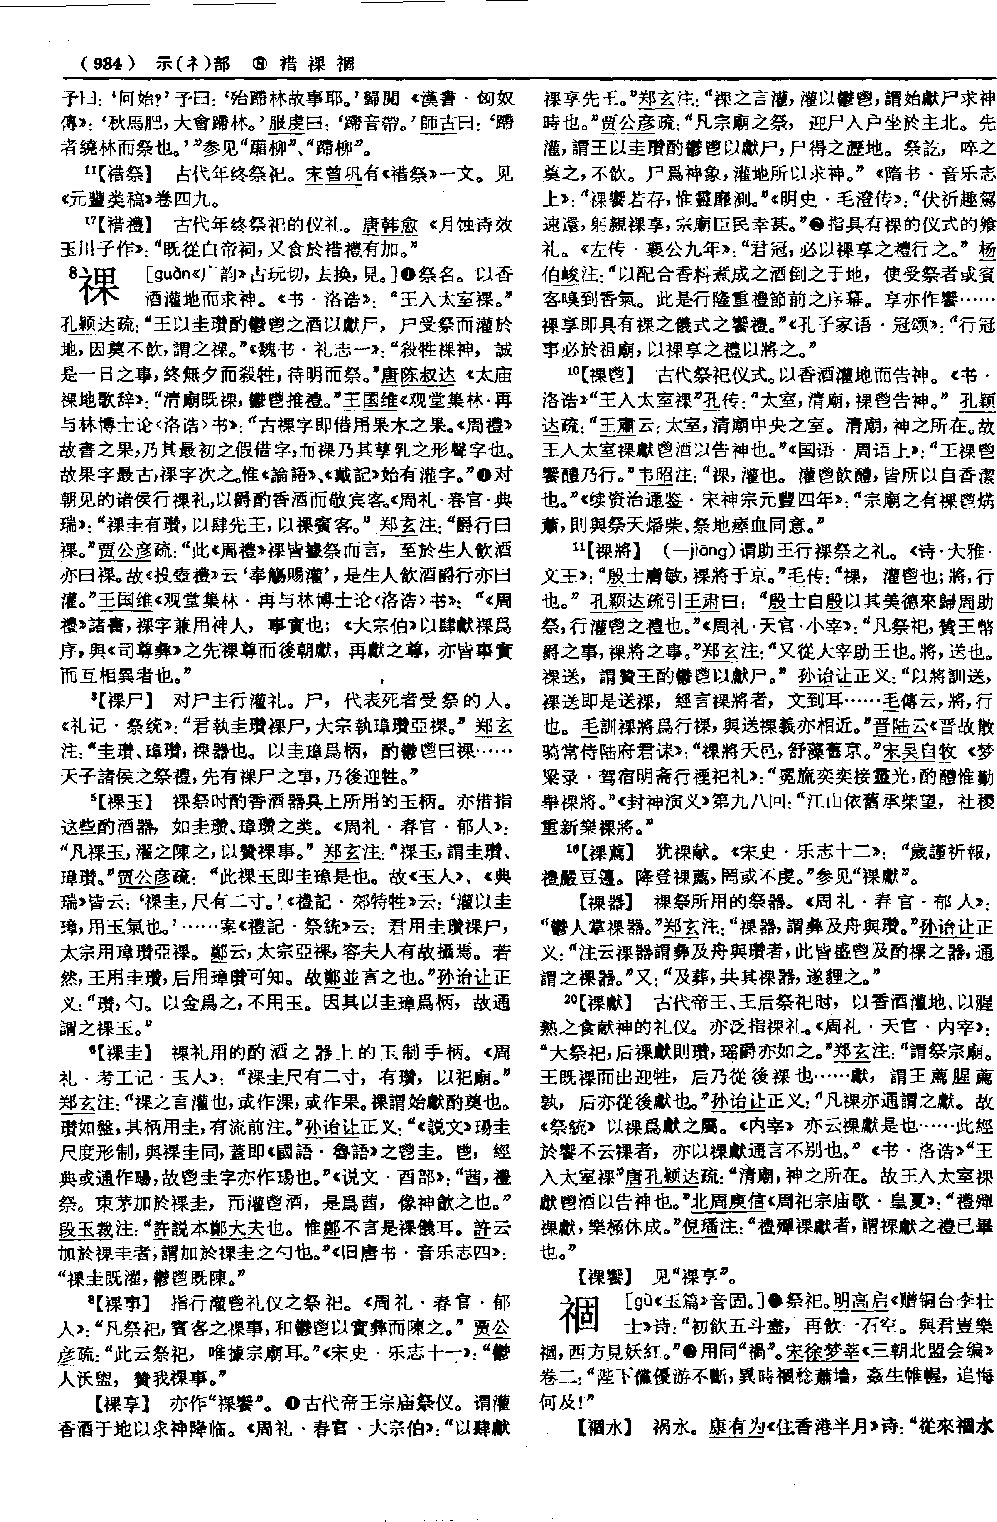 (984) 示(礻)部 ⑧ 禇 祼 祻
予曰：‘何始？’予曰：‘殆蹛林故事耶。’歸閱《漢書·匈奴
傳》：‘秋馬肥，大會蹛林。’服虔曰：‘蹛音帶。’師古曰：‘蹛
者繞林而祭也。’”参见“蹛柳”。
古代年终祭祀。宋曾巩有《》一文。见
《元豐类稿》卷四九。
古代年终祭祀的仪礼。唐韩愈《月蚀诗效
玉川子作》：“既從白帝祠，又食於禮有加。”
⁸祼 [guàn《广韵》古玩切，去换，見。]❶祭名。以香
酒灌地而求神。《书·洛诰》：“王入太室祼。”
孔颖达疏：“王以圭瓚酌鬱鬯之酒以獻尸，尸受祭而灌於
地，因奠不飲，謂之祼。”《魏书·礼志一》：“殺牲祼神，誠
是一日之事，終無夕而殺牲，待明而祭。”唐陈叔达《太庙
祼地歌辞》：“清廟既祼，鬱鬯推禮。”王国维《观堂集林·再
与林博士论〈洛诰〉书》：“古祼字即借用果木之果。《周禮》
故書之果，乃其最初之假借字，而祼乃其孳乳之形聲字也。
故果字最古，祼字次之。惟《論語》、《戴記》始有灌字。”❷对
朝见的诸侯行祼礼，以爵酌香酒而敬宾客。《周礼·春官·典
瑞》：“祼圭有瓚，以肆先王，以祼賓客。”郑玄注：“爵行曰
祼。”贾公彦疏：“此《周禮》祼皆據祭而言，至於生人飲酒
亦曰祼。故《投壺禮》云‘奉觴賜灌’，是生人飲酒爵行亦曰
灌。”王国维《观堂集林·再与林博士论〈洛诰〉书》：“《周
禮》諸書，祼字兼用神人，事實也；《大宗伯》以肆獻祼爲
序，與《司尊彝》之先祼尊而後朝獻，再獻之尊，亦皆事實
而互相異者也。”
³【祼尸】 对尸主行灌礼。尸，代表死者受祭的人。
《礼记·祭统》：“君執圭瓚祼尸，大宗執璋瓚亞祼。”郑玄
注：“圭瓚、璋瓚，祼器也。以圭璋爲柄，酌鬱鬯曰祼……
天子諸侯之祭禮，先有祼尸之事，乃後迎牲。”
⁵【祼玉】 祼祭时酌香酒器具上所用的玉柄。亦借指
这些酌酒器，如圭瓒、璋瓒之类。《周礼·春官·郁人》：
“凡祼玉，濯之陳之，以贊祼事。”郑玄注：“祼玉，謂圭瓚、
璋瓚。”贾公彦疏：“此祼玉即圭璋是也。故《玉人》、《典
瑞》皆云：‘祼圭，尺有二寸。’《禮記·郊特牲》云：‘灌以圭
璋，用玉氣也。’……案《禮記·祭統》云：君用圭瓚祼尸，
大宗用璋瓚亞祼。鄭云，大宗亞祼，容夫人有故攝焉。若
然，王用圭瓚，后用璋瓚可知。故鄭並言之也。”孙诒让正
义：“瓚，勺。以金爲之，不用玉。因其以圭璋爲柄，故通
謂之祼玉。”
⁶【祼圭】 祼礼用的酌酒之器上的玉制手柄。《周
礼·考工记·玉人》：“祼圭尺有二寸，有瓚，以祀廟。”
郑玄注：“祼之言灌也，或作淉，或作果。祼謂始獻酌奠也。
瓚如盤，其柄用圭，有流前注。”孙诒让正义：“《説文》瑒圭
尺度形制，與祼圭同，蓋即《國語·魯語》之鬯圭。鬯，經
典或通作暢，故鬯圭字亦作瑒也。”《说文·酉部》：“莤，禮
祭。束茅加於祼圭，而灌鬯酒，是爲莤，像神歆之也。”
段玉裁注：“許説本鄭大夫也。惟鄭不言是祼儀耳。許云
加於祼圭者，謂加於祼圭之勺也。”《旧唐书·音乐志四》：
“祼圭既濯，鬱鬯既陳。”
⁸【祼事】 指行灌鬯礼仪之祭祀。《周礼·春官·郁
人》：“凡祭祀，賓客之祼事，和鬱鬯以實彝而陳之。”贾公
彦疏：“此云祭祀，唯據宗廟耳。”《宋史·乐志十一》：“鬱
人沃盥，贊我祼事。”
【祼享】 亦作“祼饗”。❶古代帝王宗庙祭仪。谓灌
香酒于地以求神降临。《周礼·春官·大宗伯》：“以肆獻
祼享先王。”郑玄注：“祼之言灌，灌以鬱鬯，謂始獻尸求神
時也。”贾公彦疏：“凡宗廟之祭，迎尸入户坐於主北。先
灌，謂王以圭瓚酌鬱鬯以獻尸，尸得之瀝地。祭訖，啐之
奠之，不飲。尸爲神象，灌地所以求神。”《隋书·音乐志
上》：“祼饗若存，惟靈靡測。”《明史·毛澄传》：“伏祈趣駕
速還，躬親祼享，宗廟臣民幸甚。”❷指具有祼的仪式的飨
礼。《左传·襄公九年》：“君冠，必以祼享之禮行之。”杨
伯峻注：“以配合香料煮成之酒倒之于地，使受祭者或賓
客嗅到香氣。此是行隆重禮節前之序幕。享亦作饗……
祼享即具有祼之儀式之饗禮。”《孔子家语·冠颂》：“行冠
事必於祖廟，以祼享之禮以將之。”
¹⁰【祼鬯】 古代祭祀仪式。以香酒灌地而告神。《书·
洛诰》“王入太室祼”孔传：“太室，清廟，祼鬯告神。”孔颖
达疏：“王肅云：太室，清廟中央之室。清廟，神之所在。故
王入太室祼獻鬯酒以告神也。”《国语·周语上》：“王祼鬯
饗醴乃行。”韦昭注：“祼，灌也。灌鬯飲醴，皆所以自香潔
也。”《续资治通鉴·宋神宗元豐四年》：“宗廟之有祼鬯焫
蕭，則與祭天燔柴、祭地瘞血同意。”
¹¹【祼將】 (—jiāng)谓助王行祼祭之礼。《诗·大雅·
文王》：“殷士膚敏，祼將于京。”毛传：“祼，灌鬯也；將，行
也。”孔颖达疏引王肃曰：“殷士自殷以其美德來歸周助
祭，行灌鬯之禮也。”《周礼·天官·小宰》：“凡祭祀，贊王幣
爵之事，祼將之事。”郑玄注：“又從大宰助王也。將，送也。
祼送，謂贊王酌鬱鬯以獻尸。”孙诒让正义：“以將訓送，
祼送即是送祼，經言祼將者，文到耳……毛傳云，將，行
也。毛訓祼將爲行祼，與送祼義亦相近。”晋陆云《晋故散
骑常侍陆府君诔》：“祼將天邑，舒藻舊京。”宋吴自牧《梦
粱录·驾宿明斋行禋祀礼》：“冕旒奕奕接靈光，酌醴惟勤
舉祼將。”《封神演义》第九八回：“江山依舊承柴望，社稷
重新樂祼將。”
¹⁶【祼薦】 犹祼献。《宋史·乐志十二》：“歲謹祈報，
禮嚴豆籩。降登祼薦，罔或不虔。”参见“祼獻”。
【祼器】 祼祭所用的祭器。《周礼·春官·郁人》：
“鬱人掌祼器。”郑玄注：“祼器，謂彝及舟與瓚。”孙诒让正
义：“注云祼器謂彝及舟與瓚者，此皆盛鬯及酌祼之器，通
謂之祼器。”又：“及葬，共其祼器，遂貍之。”
²⁰【祼獻】 古代帝王、王后祭祀时，以香酒灌地、以腥
熟之食献神的礼仪。亦泛指祼礼。《周礼·天官·内宰》：
“大祭祀，后祼獻則瓚，瑶爵亦如之。”郑玄注：“謂祭宗廟。
王既祼而出迎牲，后乃從後祼也……獻，謂王薦腥薦
孰，后亦從後獻也。”孙诒让正义：“凡祼亦通謂之獻。故
《祭統》以祼爲獻之屬。《内宰》亦云祼獻是也……此經
於饗不云祼者，亦以祼獻通言不别也。”《书·洛诰》“王
入太室祼”唐孔颖达疏：“清廟，神之所在。故王入太室祼
獻鬯酒以告神也。”北周庾信《周祀宗庙歌·皇夏》：“禮殫
祼獻，樂極休成。”倪璠注：“禮殫祼獻者，謂祼獻之禮已畢
也。”
【祼饗】 见“祼享”。
祻 [gù《玉篇》音固。]❶祭祀。明高启《赠铜台李壮
士》诗：“初飲五斗盡，再飲一石空。與君豈樂
祻，西方見妖紅。”❷用同“禍”。宋徐梦莘《三朝北盟会编》
卷二：“陛下儻優游不斷，異時祻稔蕭墻，姦生帷幄，追悔
何及！”
【祻水】 祸水。康有为《住香港半月》诗：“從來祻水